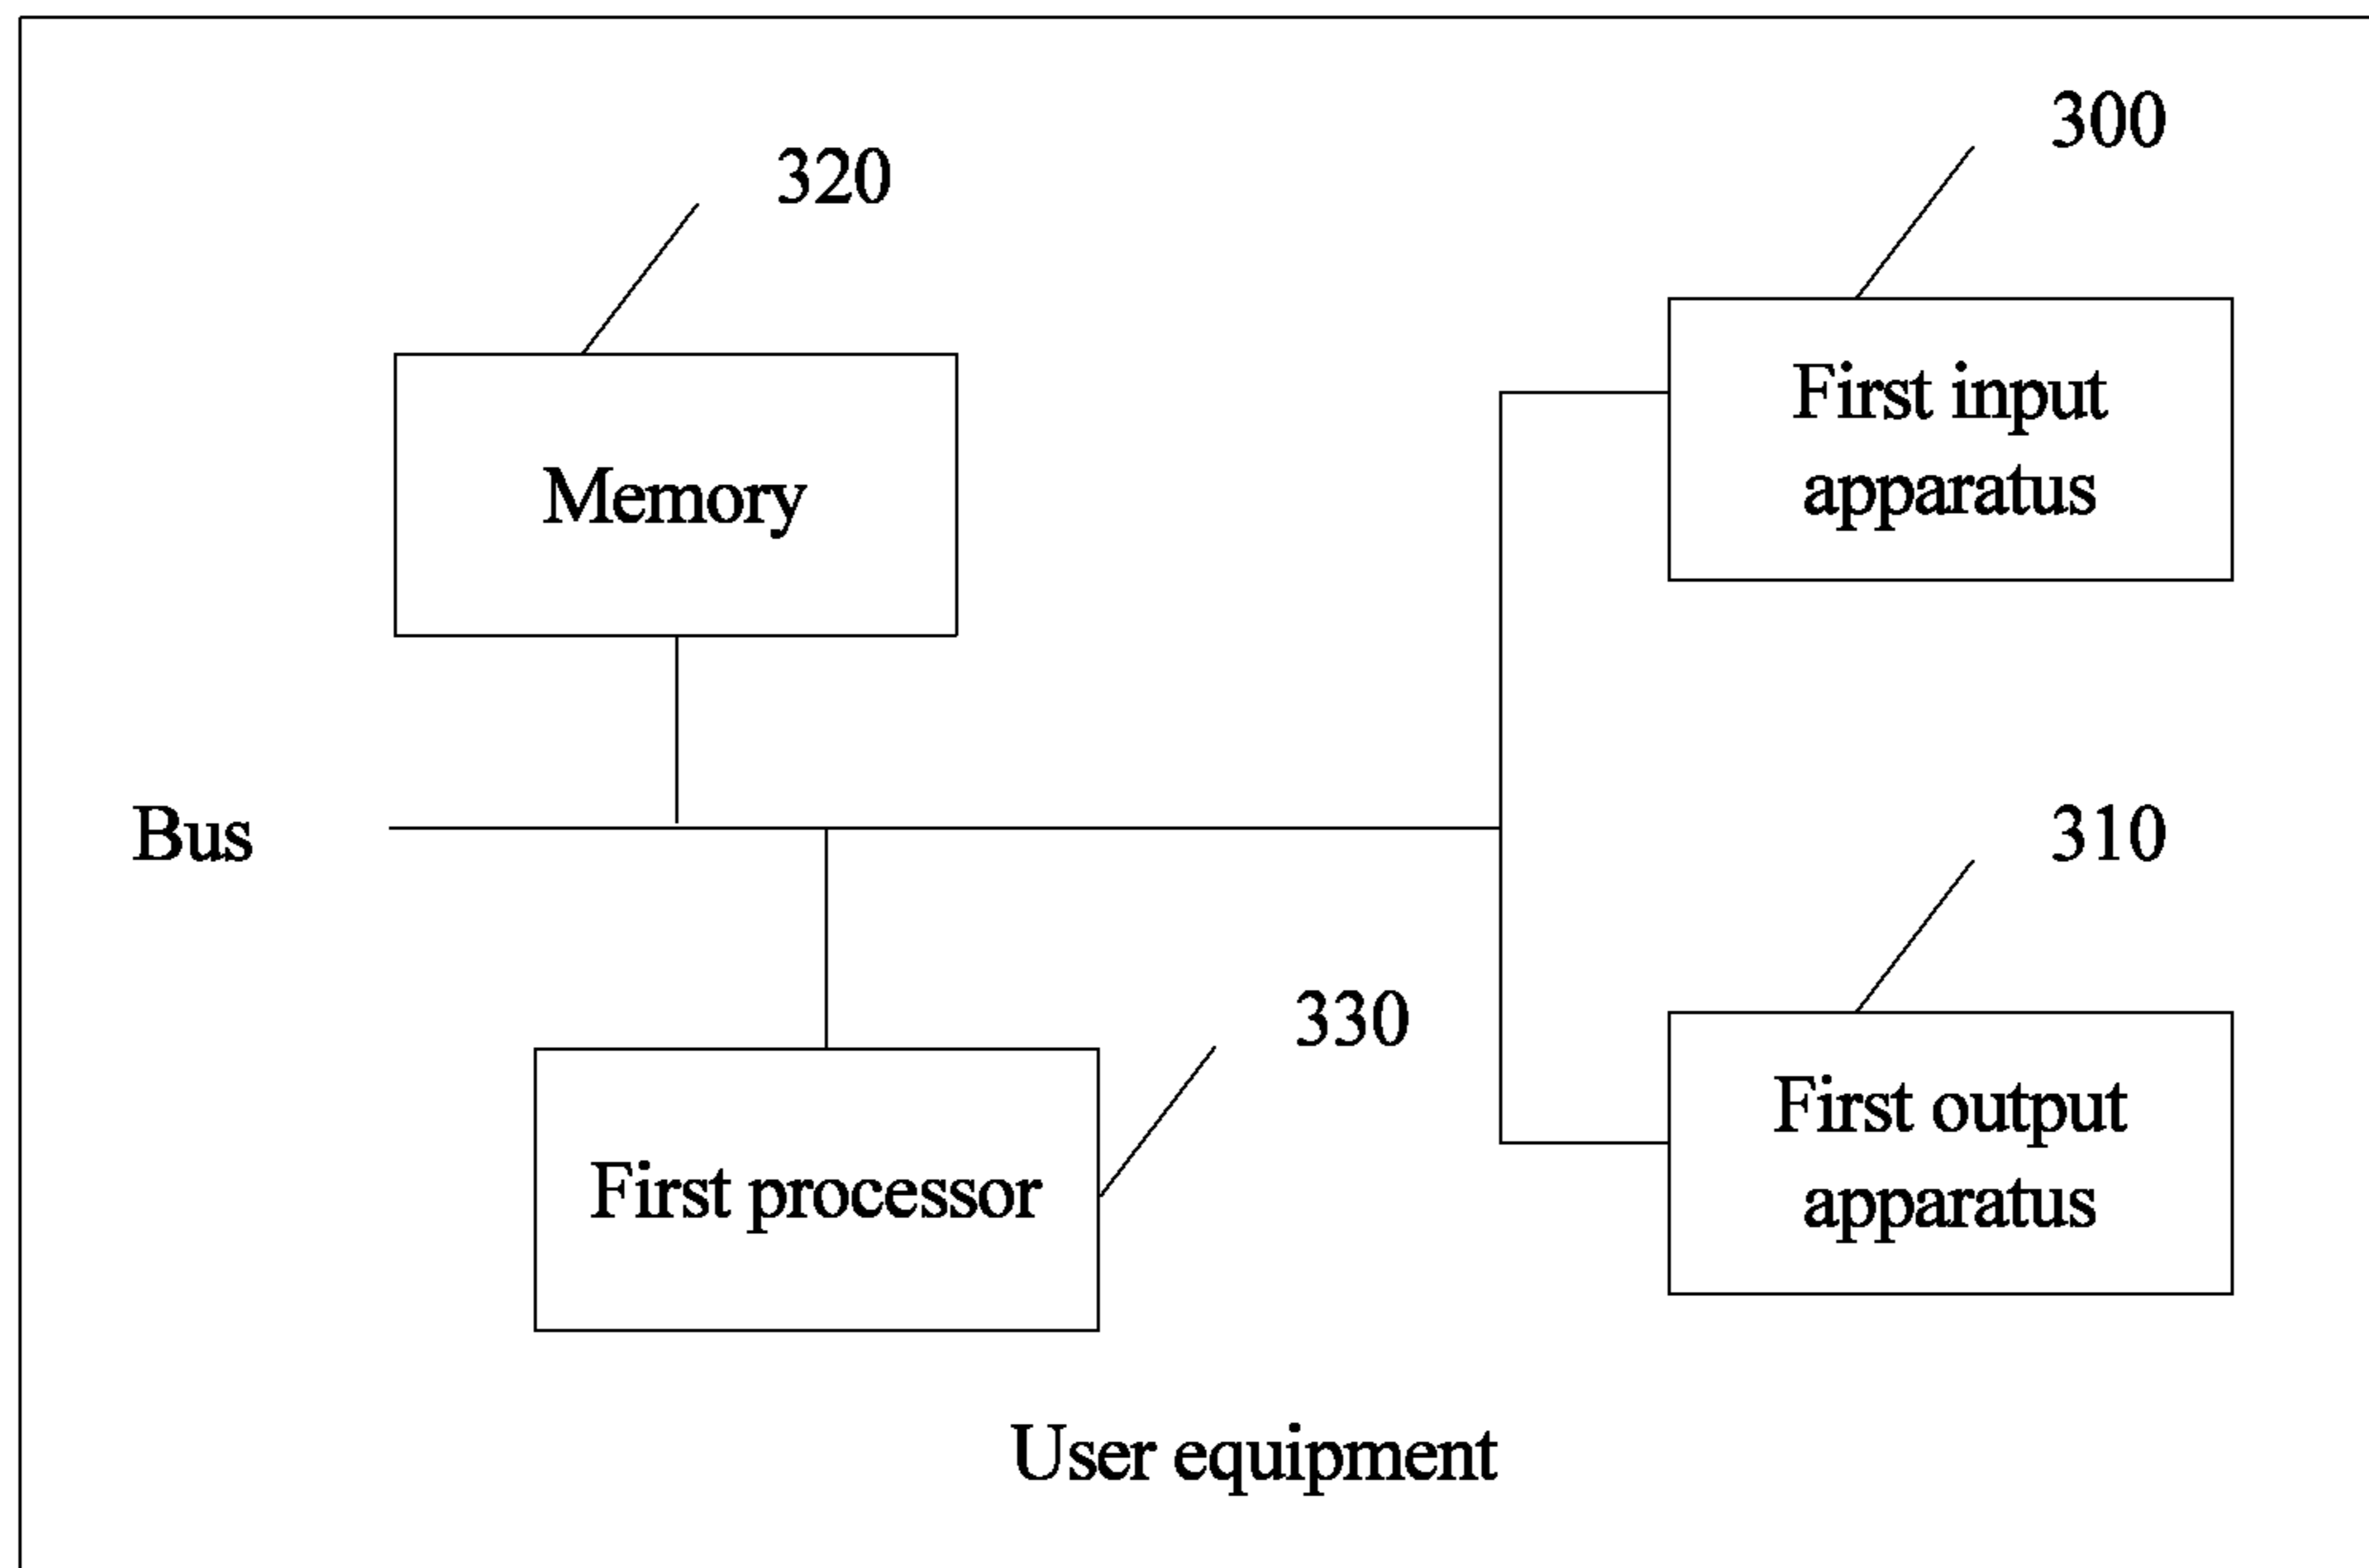 300
320
First input
apparatus
Memory
Bus
310
330
First output
apparatus
First processor
User equipment